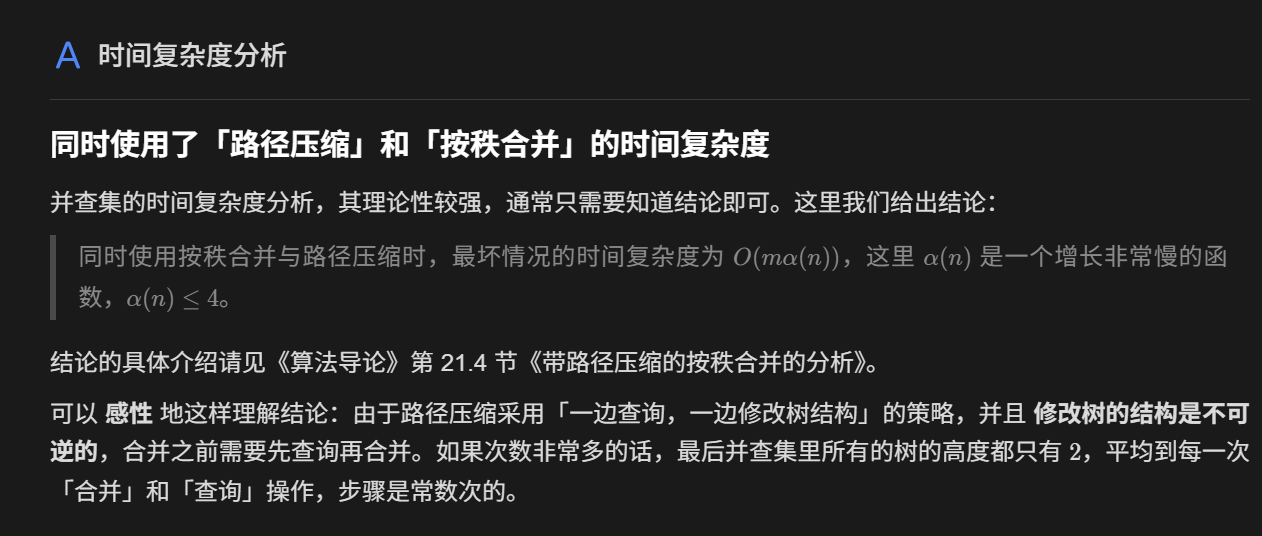 时间复杂度分析
同时使用了「路径压缩」和「按秩合并」的时间复杂度
并查集的时间复杂度分析，其理论性较强，通常只需要知道结论即可。这里我们给出结论：
同时使用按秩合并与路径压缩时，最坏情况的时间复杂度为 O(mα(n))，这里 α(n) 是一个增长非常慢的函
数，α(n) ≤ 4。
结论的具体介绍请见《算法导论》第 21.4 节《带路径压缩的按秩合并的分析》。
可以 感性 地这样理解结论：由于路径压缩采用「一边查询，一边修改树结构」的策略，并且 修改树的结构是不可
逆的，合并之前需要先查询再合并。如果次数非常多的话，最后并查集里所有的树的高度都只有 2，平均到每一次
「合并」和「查询」操作，步骤是常数次的。